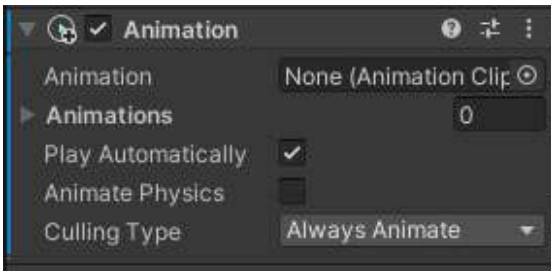 Animation
Animation None (Animation Clip
Animations 0
Play Automatically
Animate Physics
Culling Type Always Animate